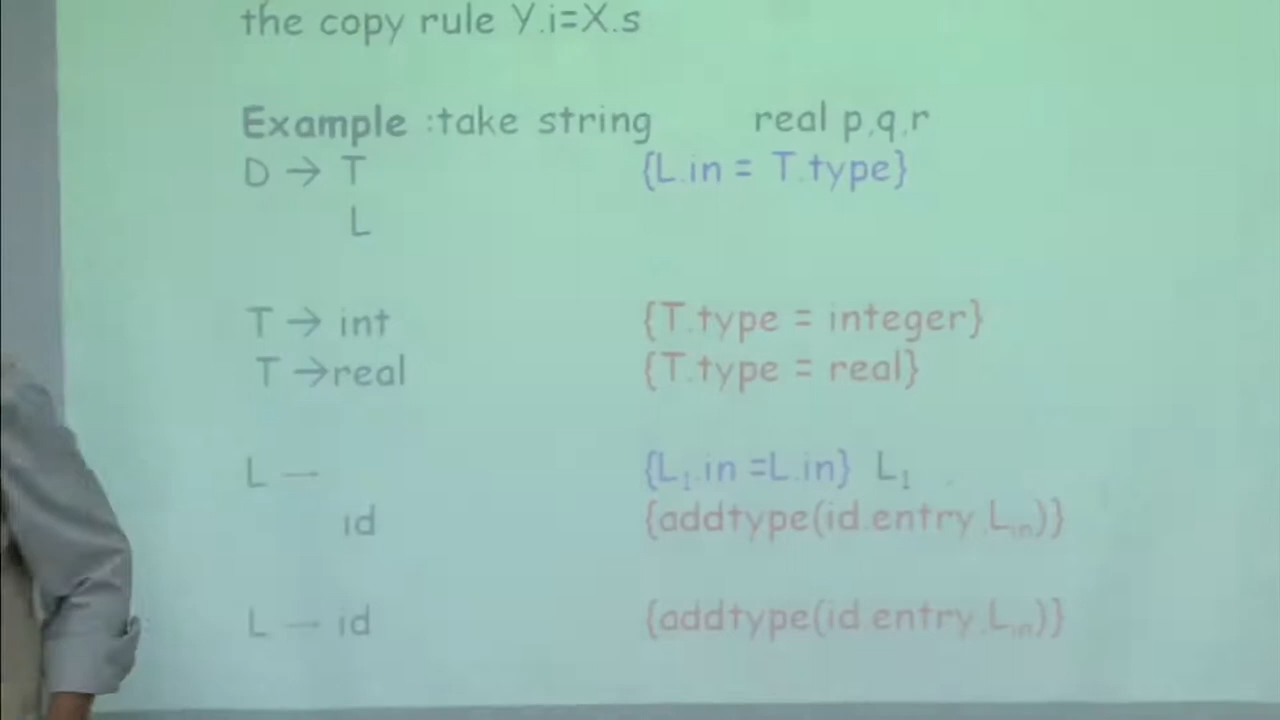 the copy rule Y.i=X.s
Example :take string real p,q,r
D → T {L.in = T.type}
L
T → int {T.type = integer}
T →real {T.type = real}
L — {L₁.in =L.in} L₁
id {addtype(id.entry,Lᵢₙ)}
L — id {addtype(id.entry,Lᵢₙ)}